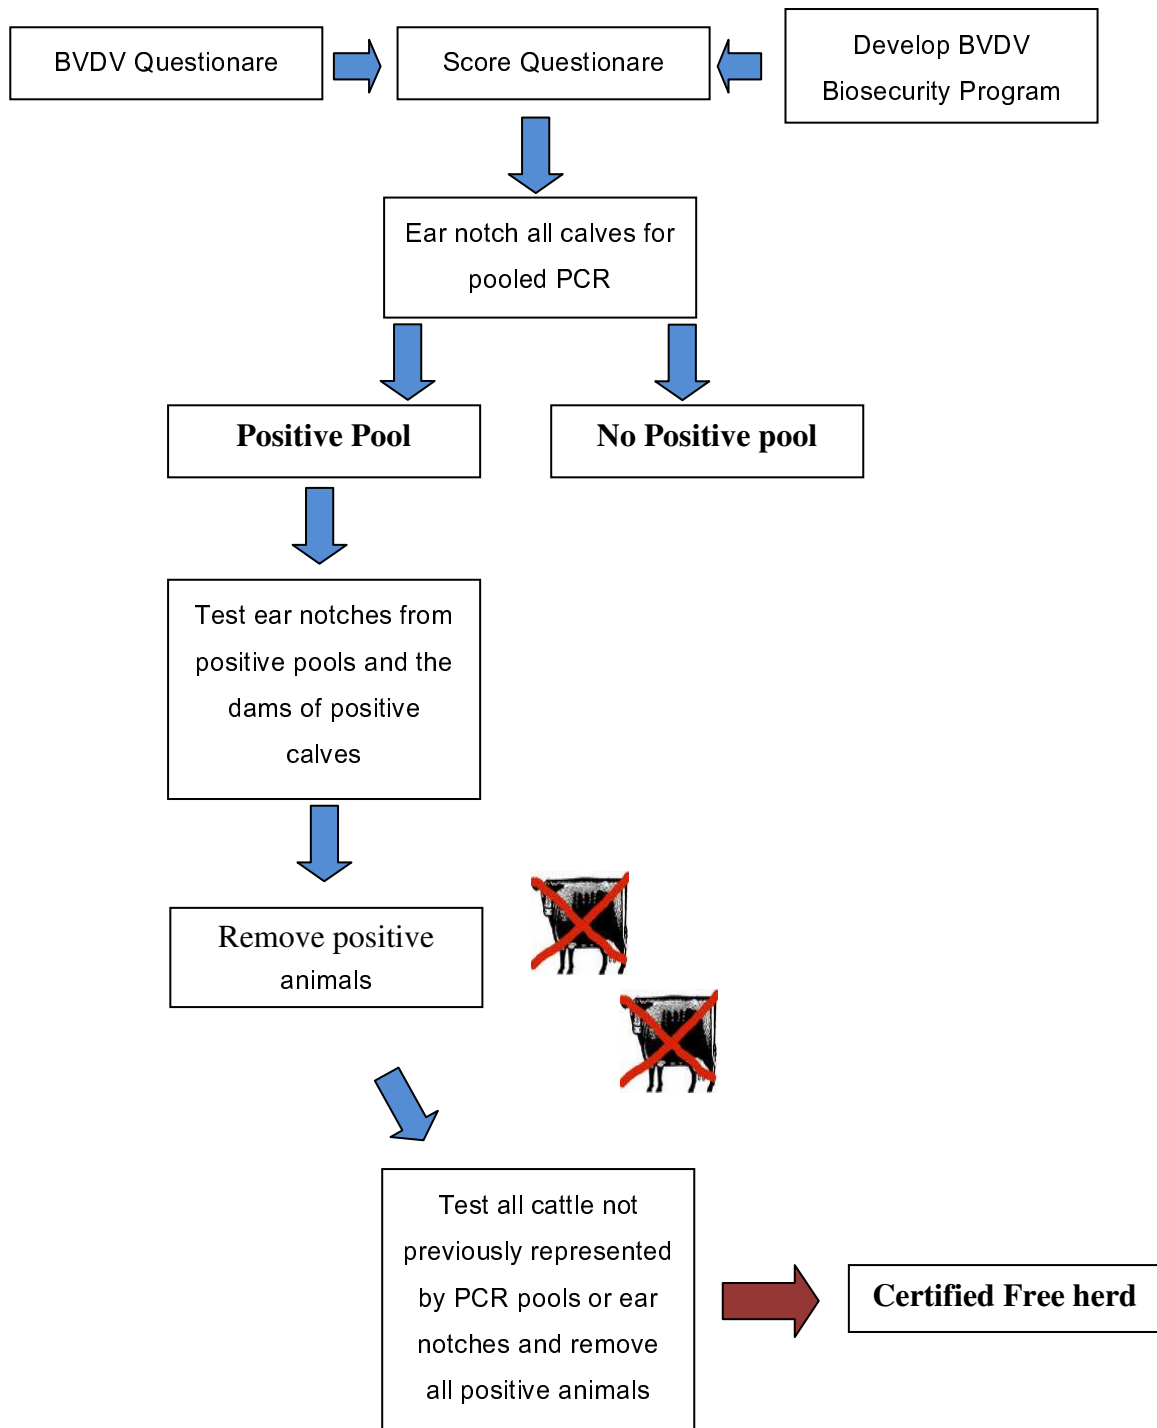 BVDV Questionare
Score Questionare
Develop BVDV
Biosecurity Program
Ear notch all calves for
pooled PCR
Positive Pool
No Positive pool
Test ear notches from
positive pools and the
dams of positive
calves
Remove positive
animals
Test all cattle not
previously represented
by PCR pools or ear
notches and remove
all positive animals
Certified Free herd